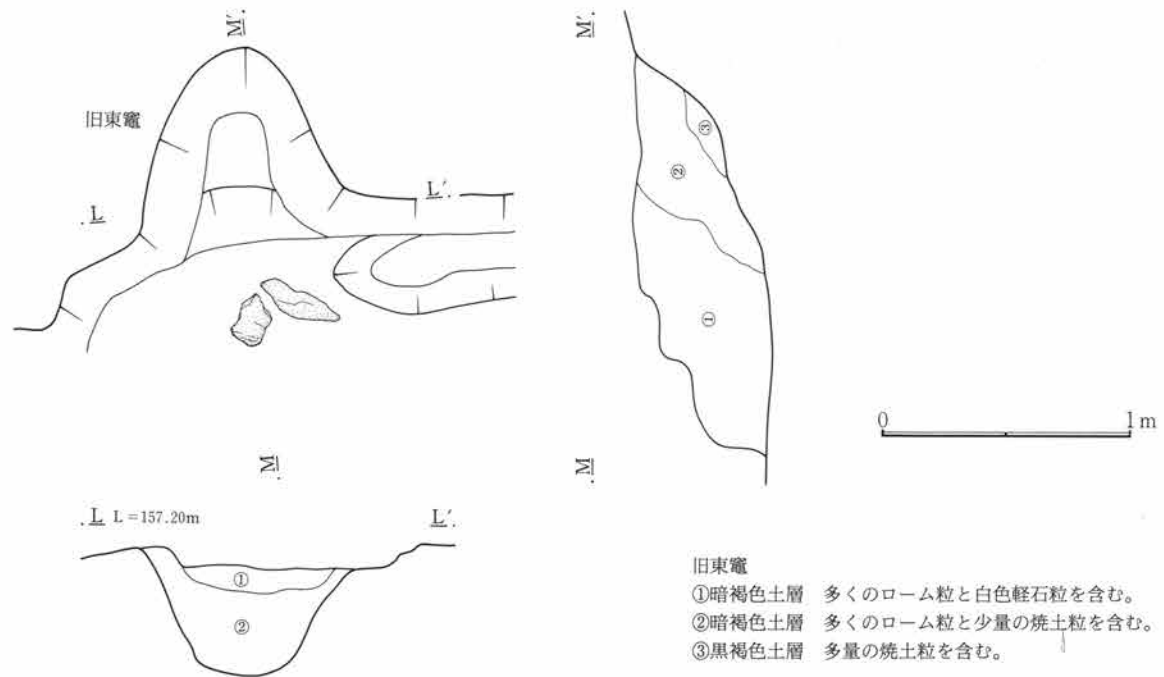 M′.
旧東竈
. L
L′.
. M
M′.
③
②
①
. M
0 1m
. L L=157.20m L′.
①
②
旧東竈
①暗褐色土層 多くのローム粒と白色軽石粒を含む。
②暗褐色土層 多くのローム粒と少量の焼土粒を含む。
③黒褐色土層 多量の焼土粒を含む。